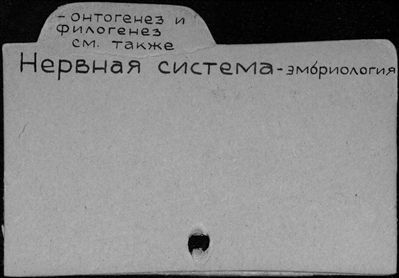 - онтогенез и
филогенез
см. также
Нервная система - эмбриология